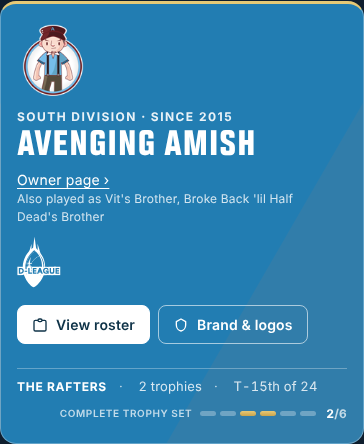 SOUTH DIVISION · SINCE 2015
AVENGING AMISH
Owner page ›
Also played as Vit's Brother, Broke Back 'lil Half
Dead's Brother
D-LEAGUE
View roster
Brand & logos
THE RAFTERS · 2 trophies · T-15th of 24
COMPLETE TROPHY SET 2/6